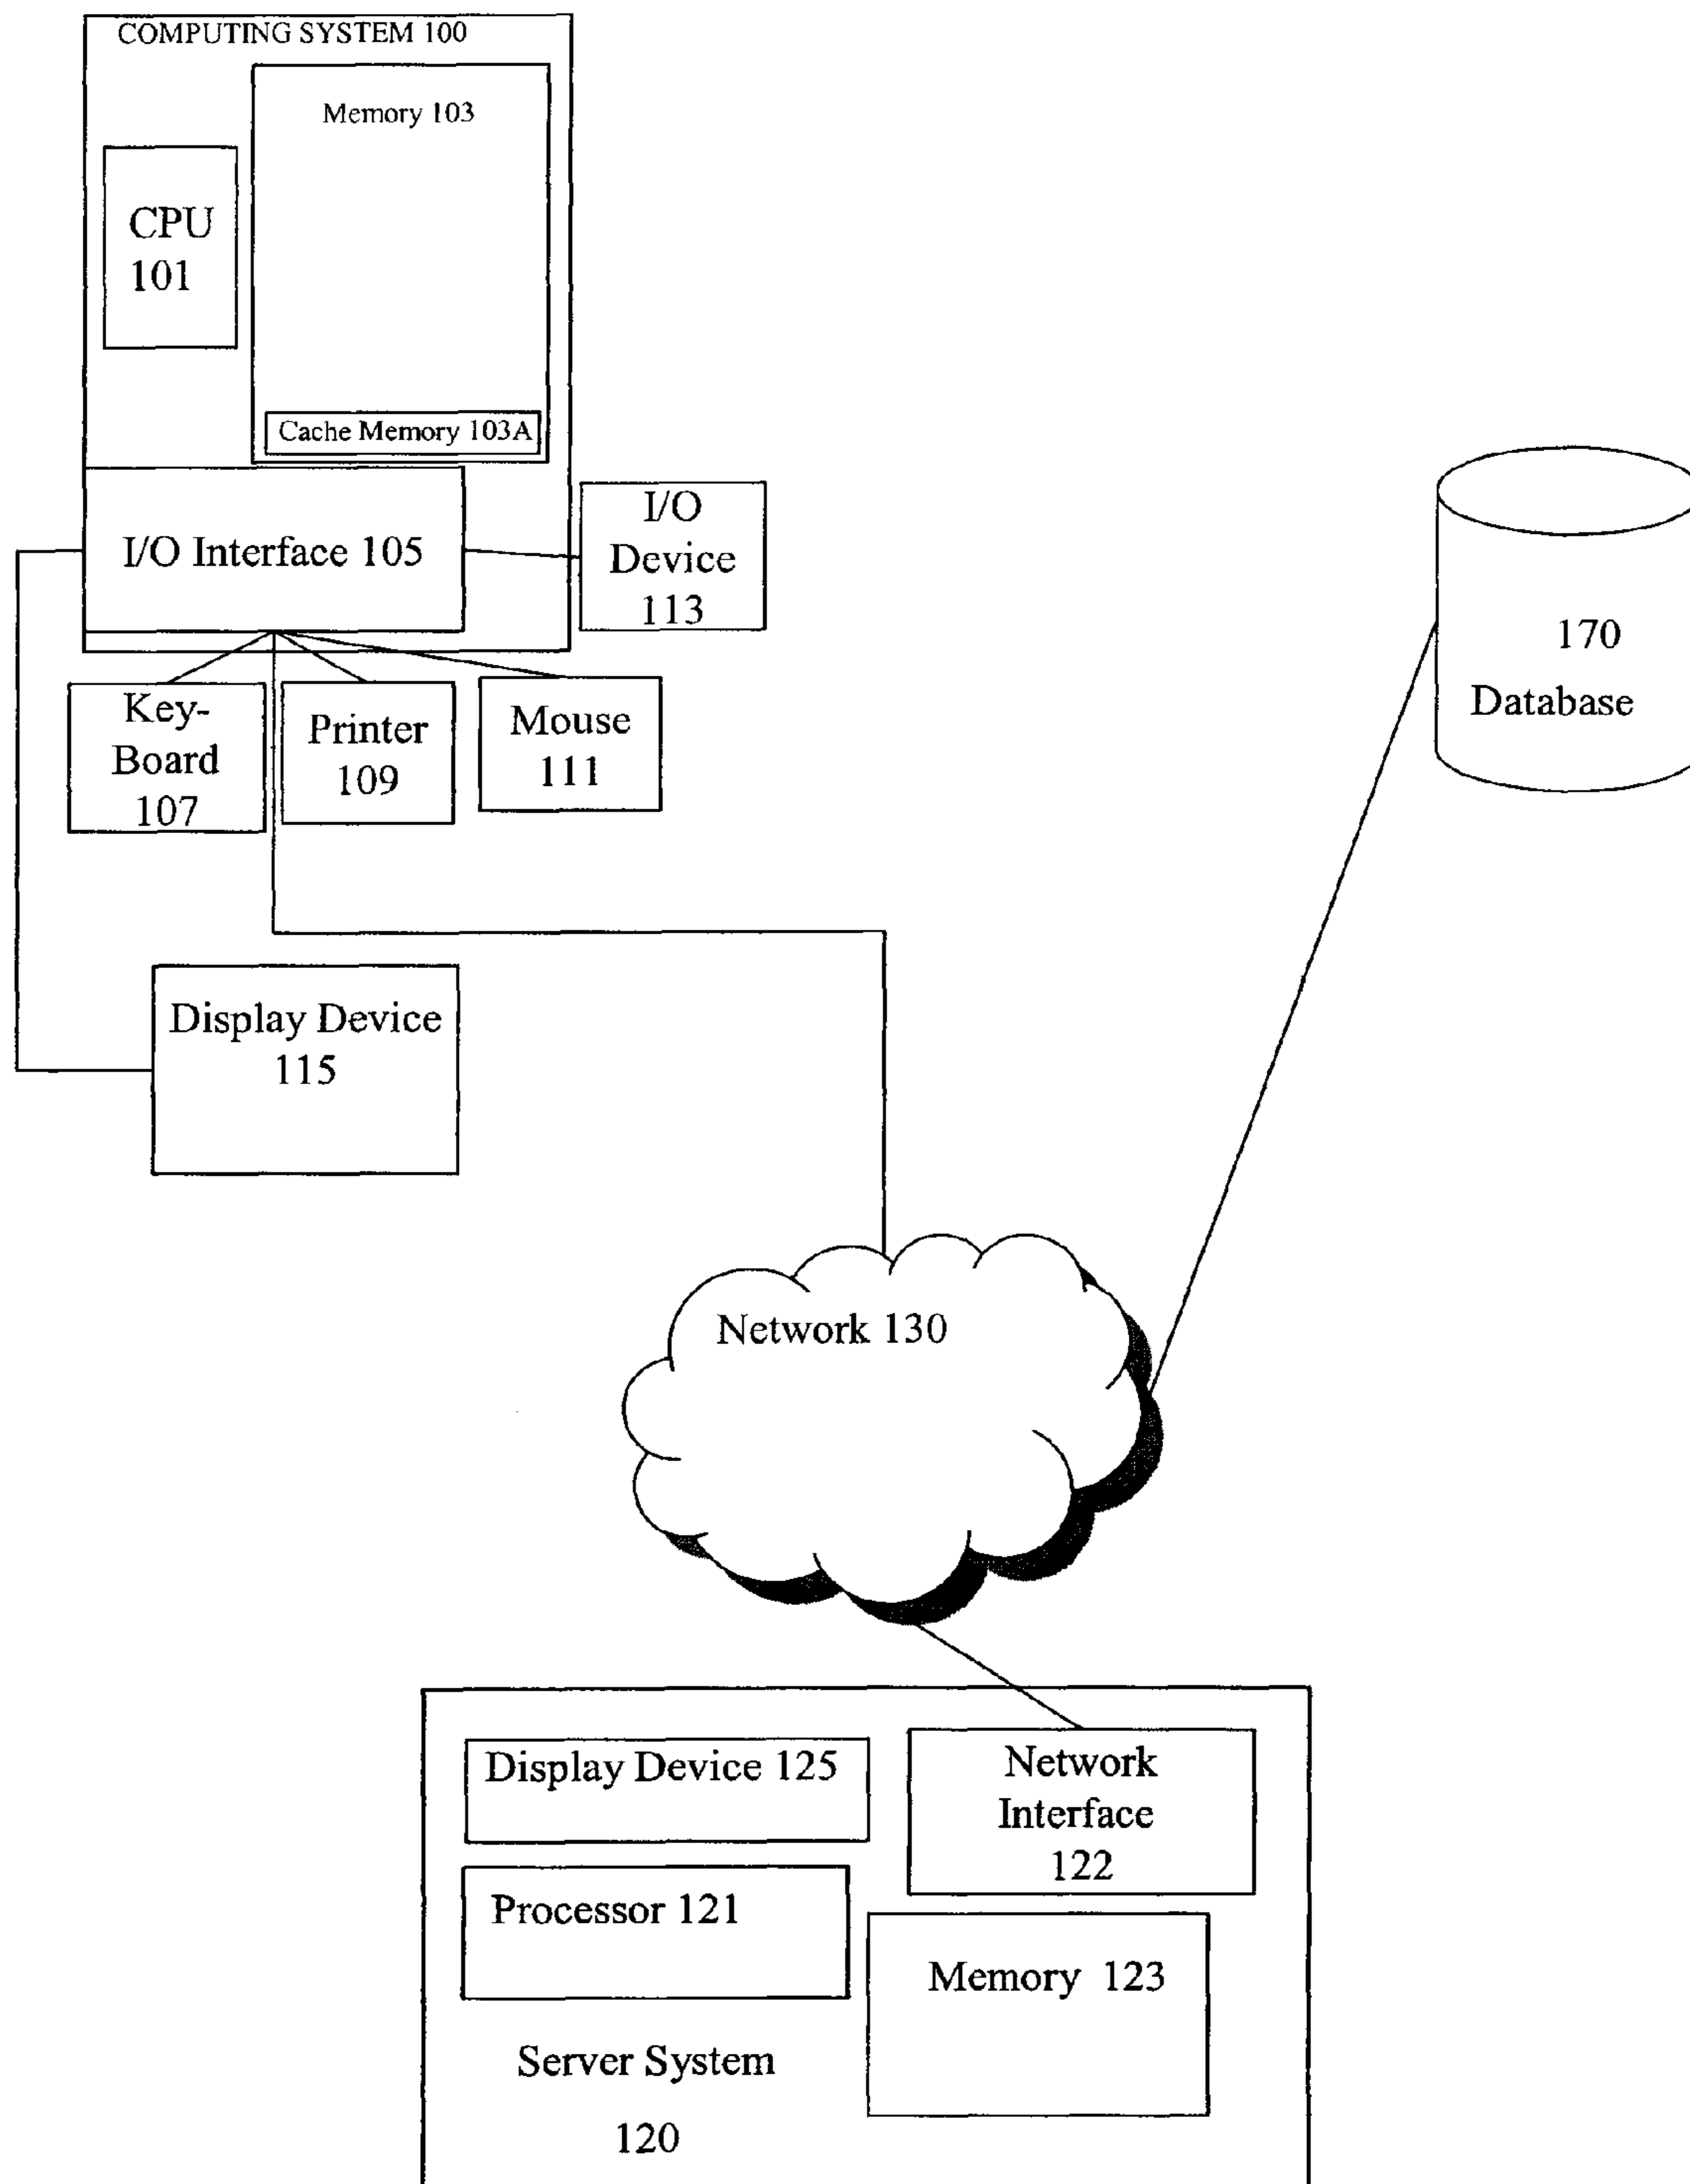 COMPUTING SYSTEM 100
Memory 103
CPU
101
Cache Memory 103A
I/O Interface 105
I/O
Device
113
Key-
Board
107
Printer
109
Mouse
111
170
Database
Display Device
115
Network 130
Display Device 125
Network
Interface
122
Processor 121
Memory 123
Server System
120